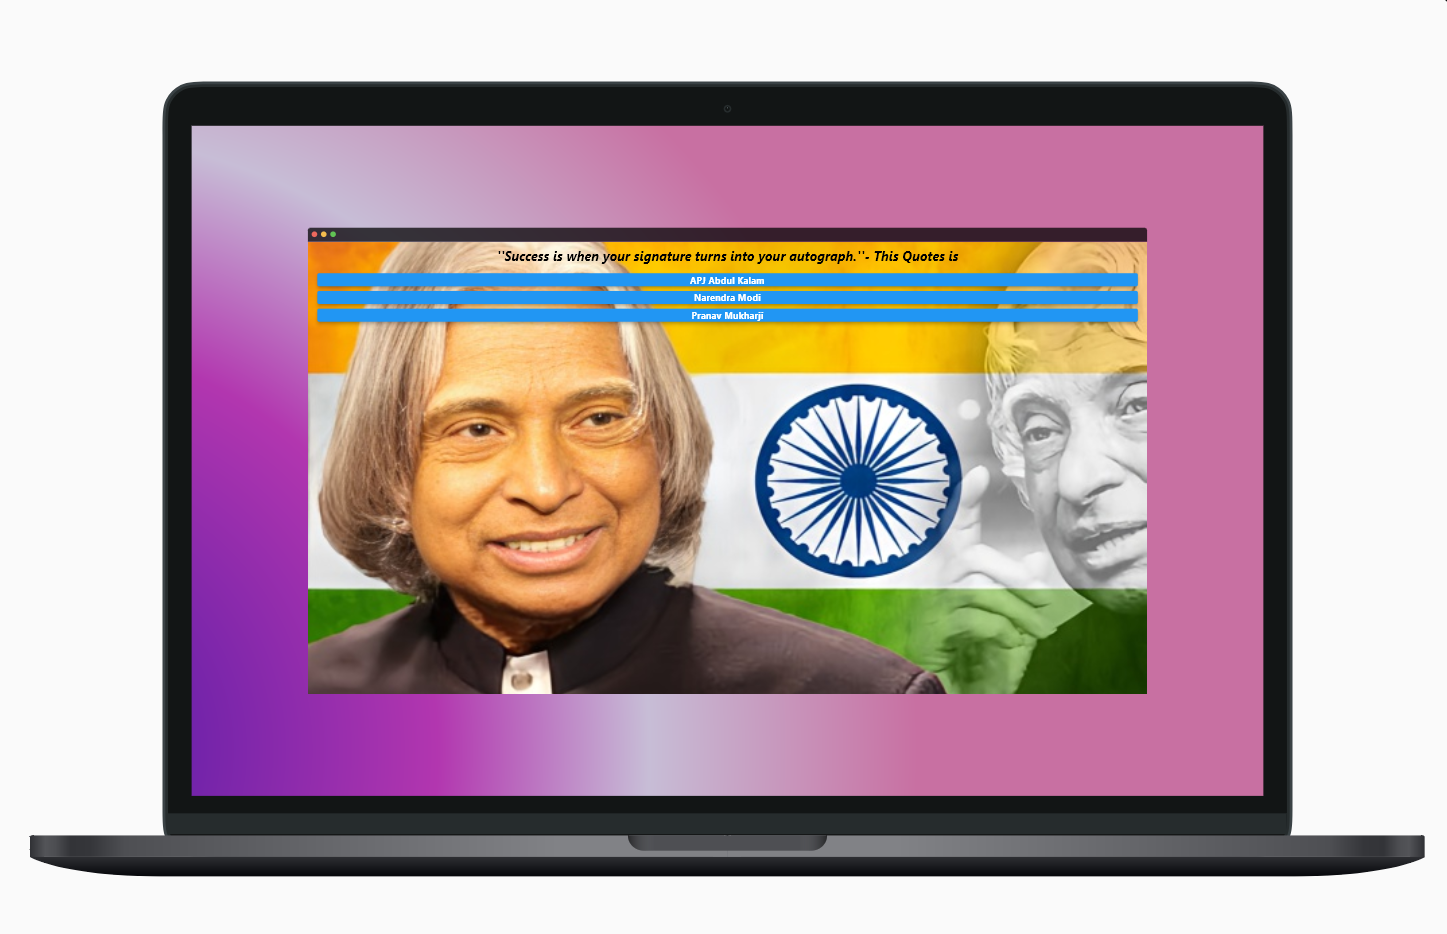 ''Success is when your signature turns into your autograph.''- This Quotes is
APJ Abdul Kalam
Narendra Modi
Pranav Mukharji